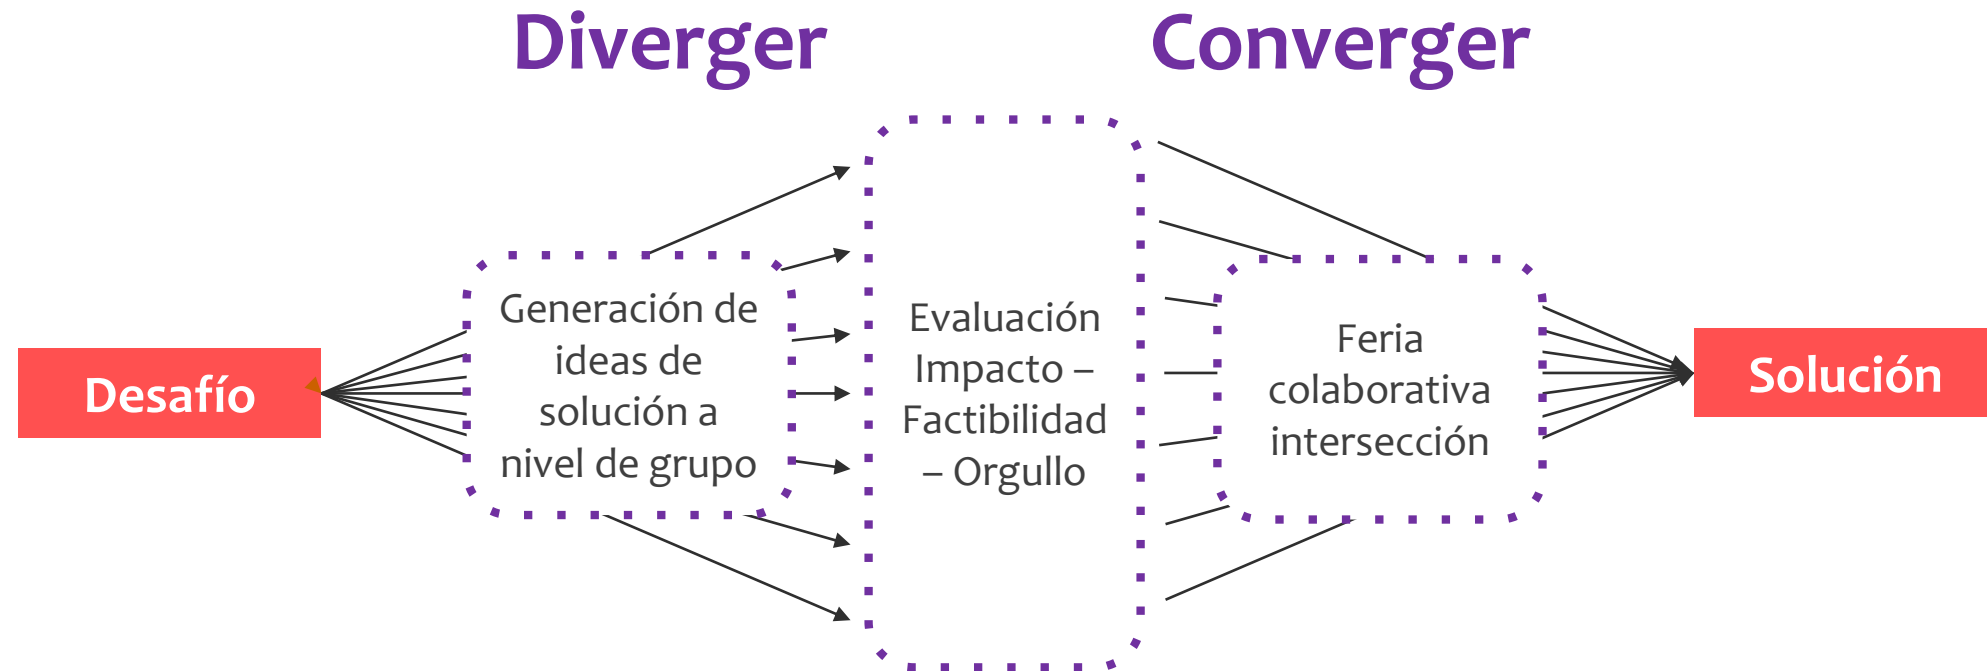 Diverger
Converger
Desafío
Generación de
ideas de
solución a
nivel de grupo
Evaluación
Impacto –
Factibilidad
– Orgullo
Feria
colaborativa
intersección
Solución